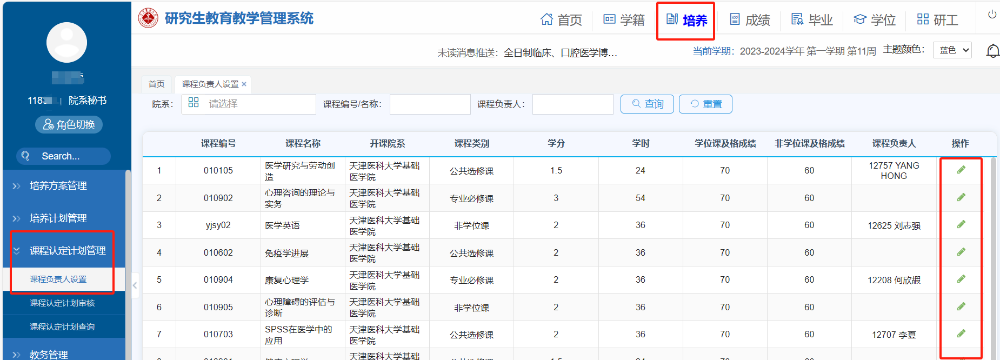 研究生教育教学管理系统
首页
学籍
培养
成绩
毕业
学位
研工
未读消息推送：全日制临床、口腔医学博…
当前学期：2023-2024学年 第一学期 第11周
主题颜色：
蓝色
院系秘书
角色切换
Search...
培养方案管理
培养计划管理
课程认定计划管理
课程负责人设置
课程认定计划审核
课程认定计划查询
教务管理
首页
课程负责人设置 ×
院系：
请选择
课程编号/名称：
课程负责人：
查询
重置
课程编号 课程名称 开课院系 课程类别 学分 学时 学位课及格成绩 非学位课及格成绩 课程负责人 操作
1 010105 医学研究与劳动创造 天津医科大学基础医学院 公共选修课 1.5 24 70 60 12757 YANG HONG
2 010902 心理咨询的理论与实务 天津医科大学基础医学院 专业必修课 3 54 70 60
3 yjsy02 医学英语 天津医科大学基础医学院 非学位课 2 36 70 60 12625 刘志强
4 010602 免疫学进展 天津医科大学基础医学院 公共选修课 2 36 70 60
5 010904 康复心理学 天津医科大学基础医学院 专业必修课 2 36 70 60 12208 何欣嘏
6 010905 心理障碍的评估与诊断 天津医科大学基础医学院 非学位课 2 36 70 60
7 010703 SPSS在医学中的应用 天津医科大学基础医学院 公共选修课 2 36 70 60 12707 李夏
天津医科大学基础